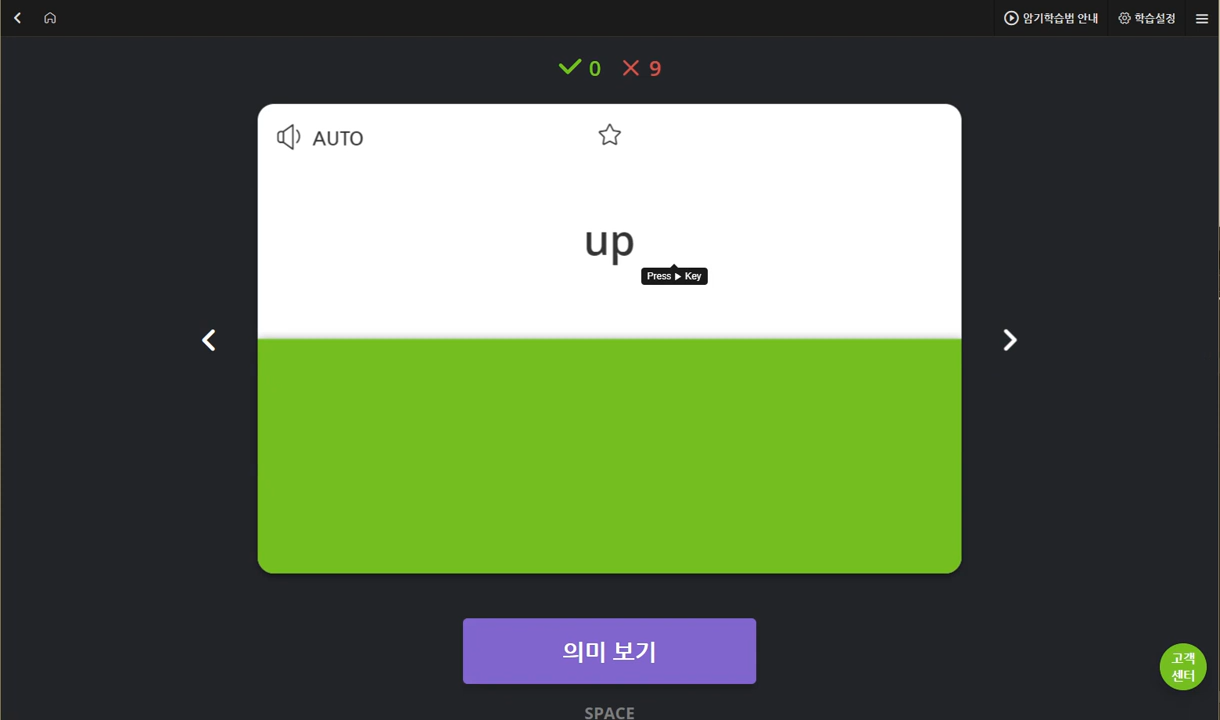 암기학습법 안내
학습설정
0
9
AUTO
up
Press ▶ Key
의미 보기
SPACE
고객
센터